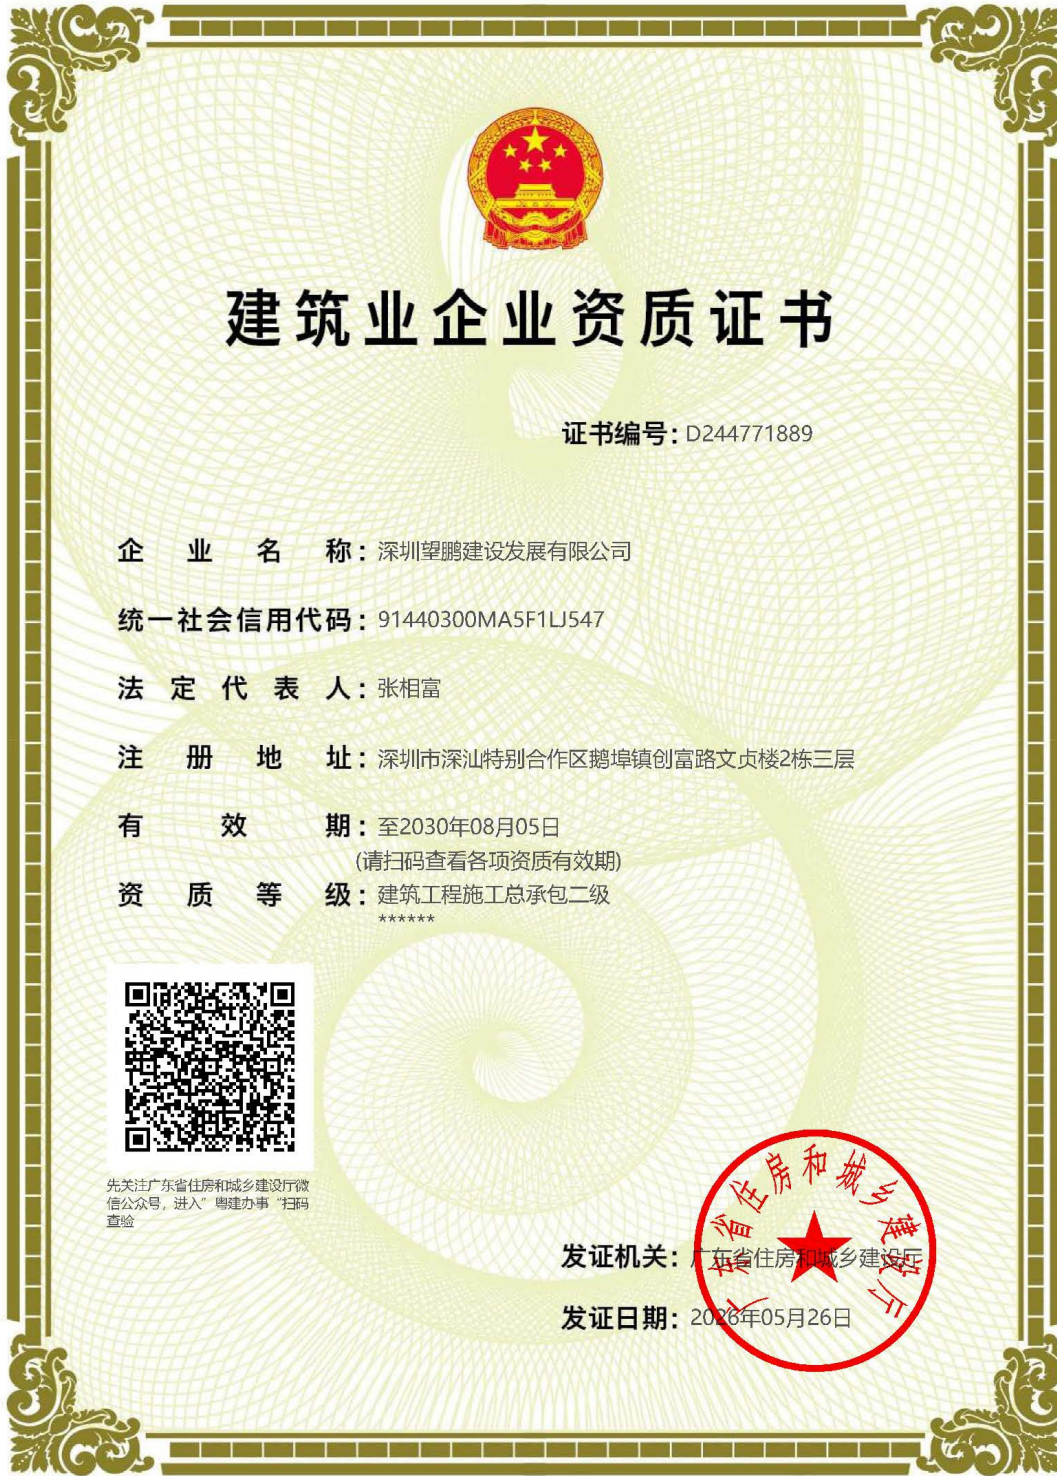 建筑业企业资质证书
证书编号：D244771889
企业名称：深圳望鹏建设发展有限公司
统一社会信用代码：91440300MA5F1LJ547
法定代表人：张相富
注册地址：深圳市深汕特别合作区鹅埠镇创富路文贞楼2栋三层
有效期：至2030年08月05日
(请扫码查看各项资质有效期)
资质等级：建筑工程施工总承包二级
******
先关注广东省住房和城乡建设厅微
信公众号，进入”粤建办事“扫码
查验
广东省住房和城乡建设厅
发证机关：广东省住房和城乡建设厅
发证日期：2026年05月26日